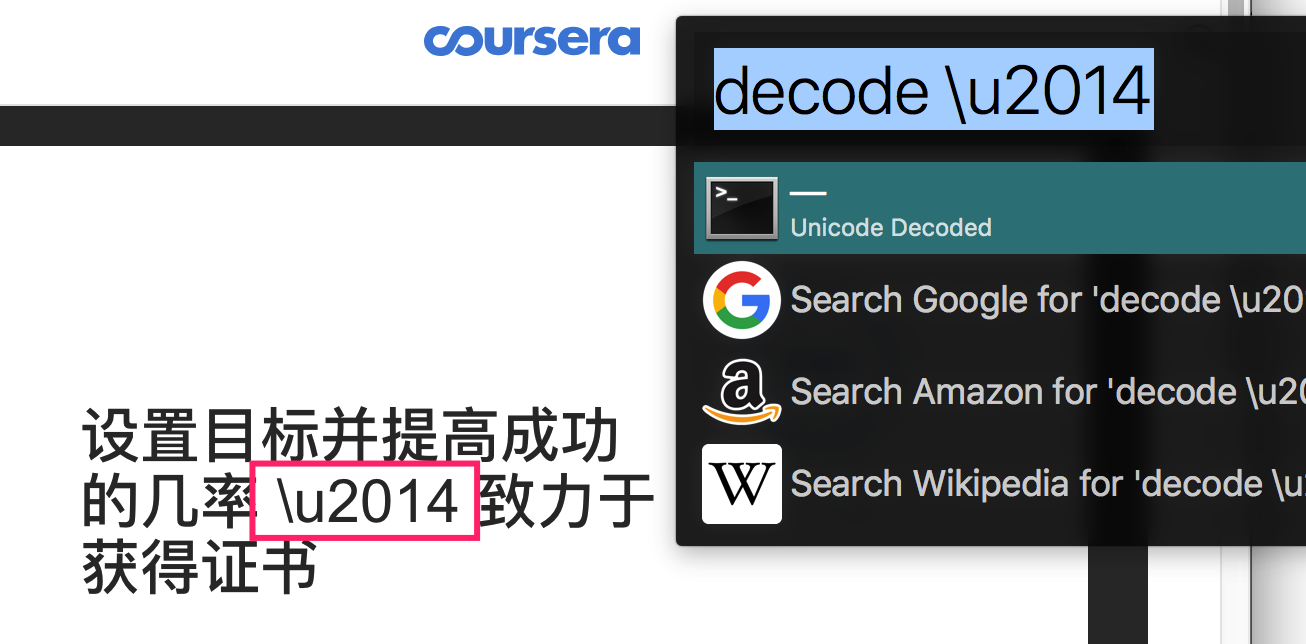 coursera
decode \u2014
—
Unicode Decoded
Search Google for 'decode \u20
Search Amazon for 'decode \u20
Search Wikipedia for 'decode \u
设置目标并提高成功
的几率 \u2014 致力于
获得证书